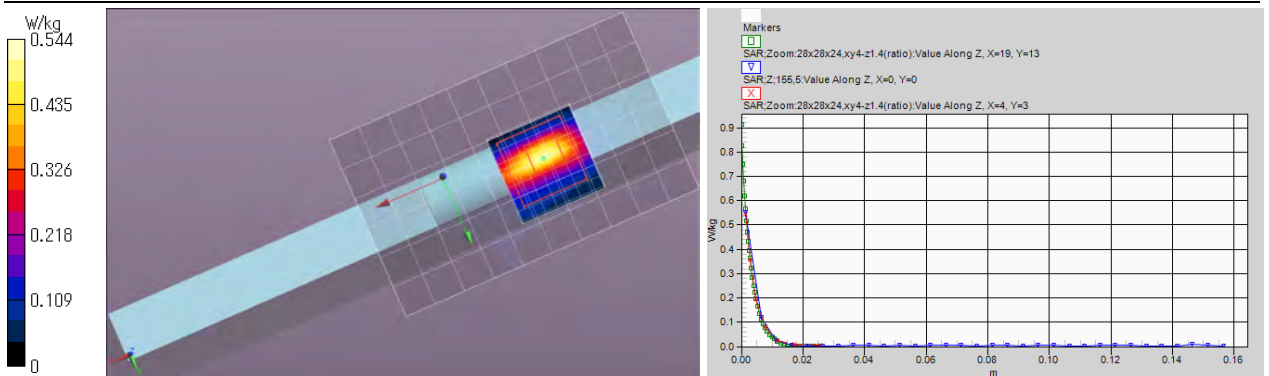 W/kg
0.544
0.435
0.326
0.218
0.109
0
Markers
SAR;Zoom:28x28x24,xy4-z1.4(ratio):Value Along Z, X=19, Y=13
SAR;Z;155,5:Value Along Z, X=0, Y=0
SAR;Zoom:28x28x24,xy4-z1.4(ratio):Value Along Z, X=4, Y=3
0.9
0.8
0.7
0.6
0.5
0.4
0.3
0.2
0.1
0.0
W/kg
0.00 0.02 0.04 0.06 0.08 0.10 0.12 0.14 0.16
m